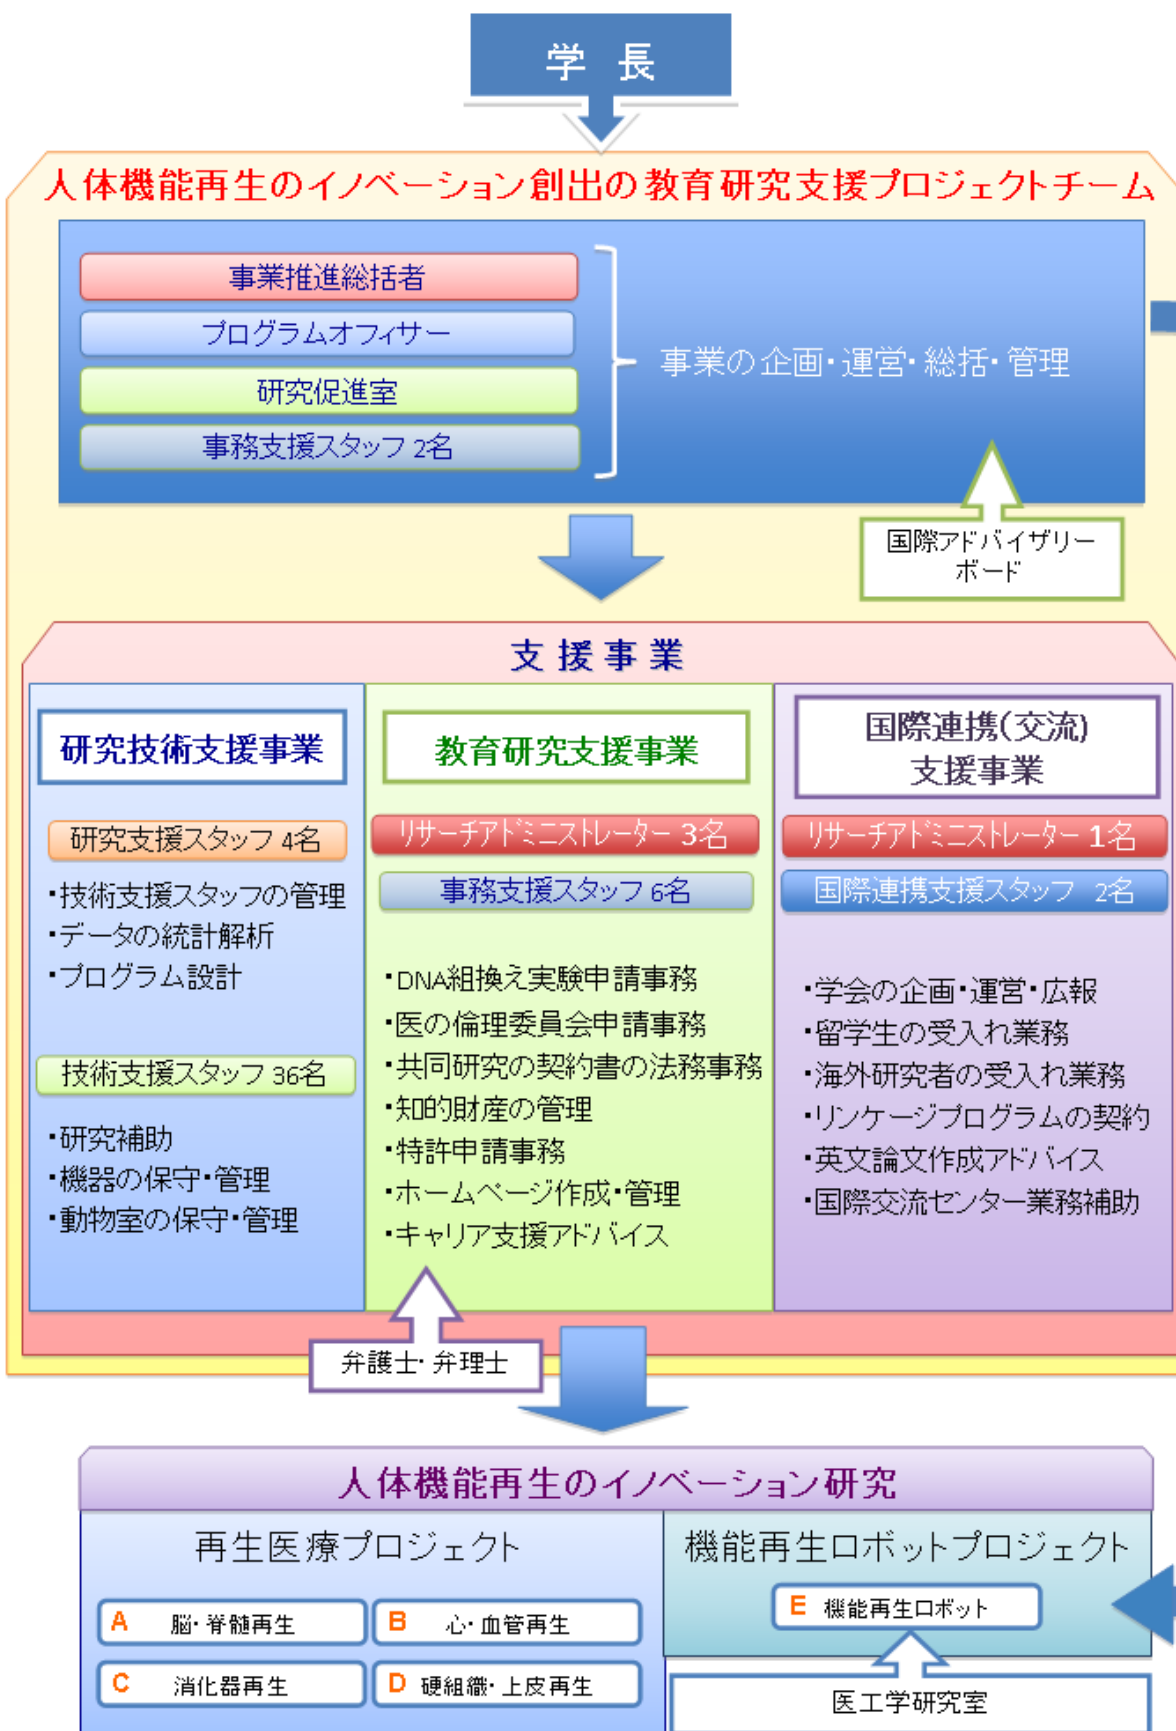 学 長
人体機能再生のイノベーション創出の教育研究支援プロジェクトチーム
事業推進総括者
プログラムオフィサー
研究促進室
事務支援スタッフ 2名
事業の企画・運営・総括・管理
国際アドバイザリー
ボード
支 援 事 業
研究技術支援事業
研究支援スタッフ 4名
・技術支援スタッフの管理
・データの統計解析
・プログラム設計
技術支援スタッフ 36名
・研究補助
・機器の保守・管理
・動物室の保守・管理
教育研究支援事業
リサーチアドミニストレーター 3名
事務支援スタッフ 6名
・DNA組換え実験申請事務
・医の倫理委員会申請事務
・共同研究の契約書の法務事務
・知的財産の管理
・特許申請事務
・ホームページ作成・管理
・キャリア支援アドバイス
弁護士・弁理士
国際連携(交流)
支援事業
リサーチアドミニストレーター 1名
国際連携支援スタッフ 2名
・学会の企画・運営・広報
・留学生の受入れ業務
・海外研究者の受入れ業務
・リンケージプログラムの契約
・英文論文作成アドバイス
・国際交流センター業務補助
人体機能再生のイノベーション研究
再生医療プロジェクト
A 脳・脊髄再生
B 心・血管再生
C 消化器再生
D 硬組織・上皮再生
機能再生ロボットプロジェクト
E 機能再生ロボット
医工学研究室